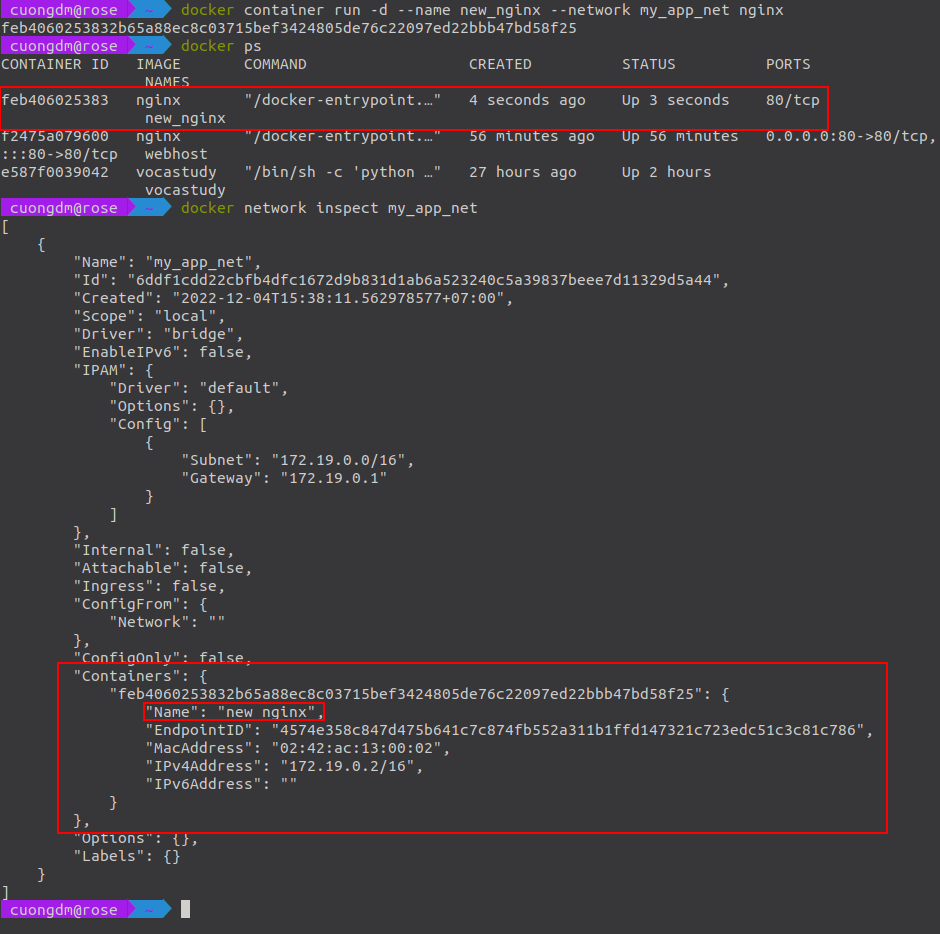 cuongdm@rose ~ docker container run -d --name new_nginx --network my_app_net nginx
feb4060253832b65a88ec8c03715bef3424805de76c22097ed22bbb47bd58f25
cuongdm@rose ~ docker ps
CONTAINER ID   IMAGE       COMMAND                  CREATED          STATUS          PORTS
                NAMES
feb406025383   nginx       "/docker-entrypoint.…"   4 seconds ago    Up 3 seconds    80/tcp
                new_nginx
f2475a079600   nginx       "/docker-entrypoint.…"   56 minutes ago   Up 56 minutes   0.0.0.0:80->80/tcp,
:::80->80/tcp   webhost
e587f0039042   vocastudy   "/bin/sh -c 'python …"   27 hours ago     Up 2 hours
                vocastudy
cuongdm@rose ~ docker network inspect my_app_net
[
    {
        "Name": "my_app_net",
        "Id": "6ddf1cdd22cbfb4dfc1672d9b831d1ab6a523240c5a39837beee7d11329d5a44",
        "Created": "2022-12-04T15:38:11.562978577+07:00",
        "Scope": "local",
        "Driver": "bridge",
        "EnableIPv6": false,
        "IPAM": {
            "Driver": "default",
            "Options": {},
            "Config": [
                {
                    "Subnet": "172.19.0.0/16",
                    "Gateway": "172.19.0.1"
                }
            ]
        },
        "Internal": false,
        "Attachable": false,
        "Ingress": false,
        "ConfigFrom": {
            "Network": ""
        },
        "ConfigOnly": false,
        "Containers": {
            "feb4060253832b65a88ec8c03715bef3424805de76c22097ed22bbb47bd58f25": {
                "Name": "new_nginx",
                "EndpointID": "4574e358c847d475b641c7c874fb552a311b1ffd147321c723edc51c3c81c786",
                "MacAddress": "02:42:ac:13:00:02",
                "IPv4Address": "172.19.0.2/16",
                "IPv6Address": ""
            }
        },
        "Options": {},
        "Labels": {}
    }
]
cuongdm@rose ~